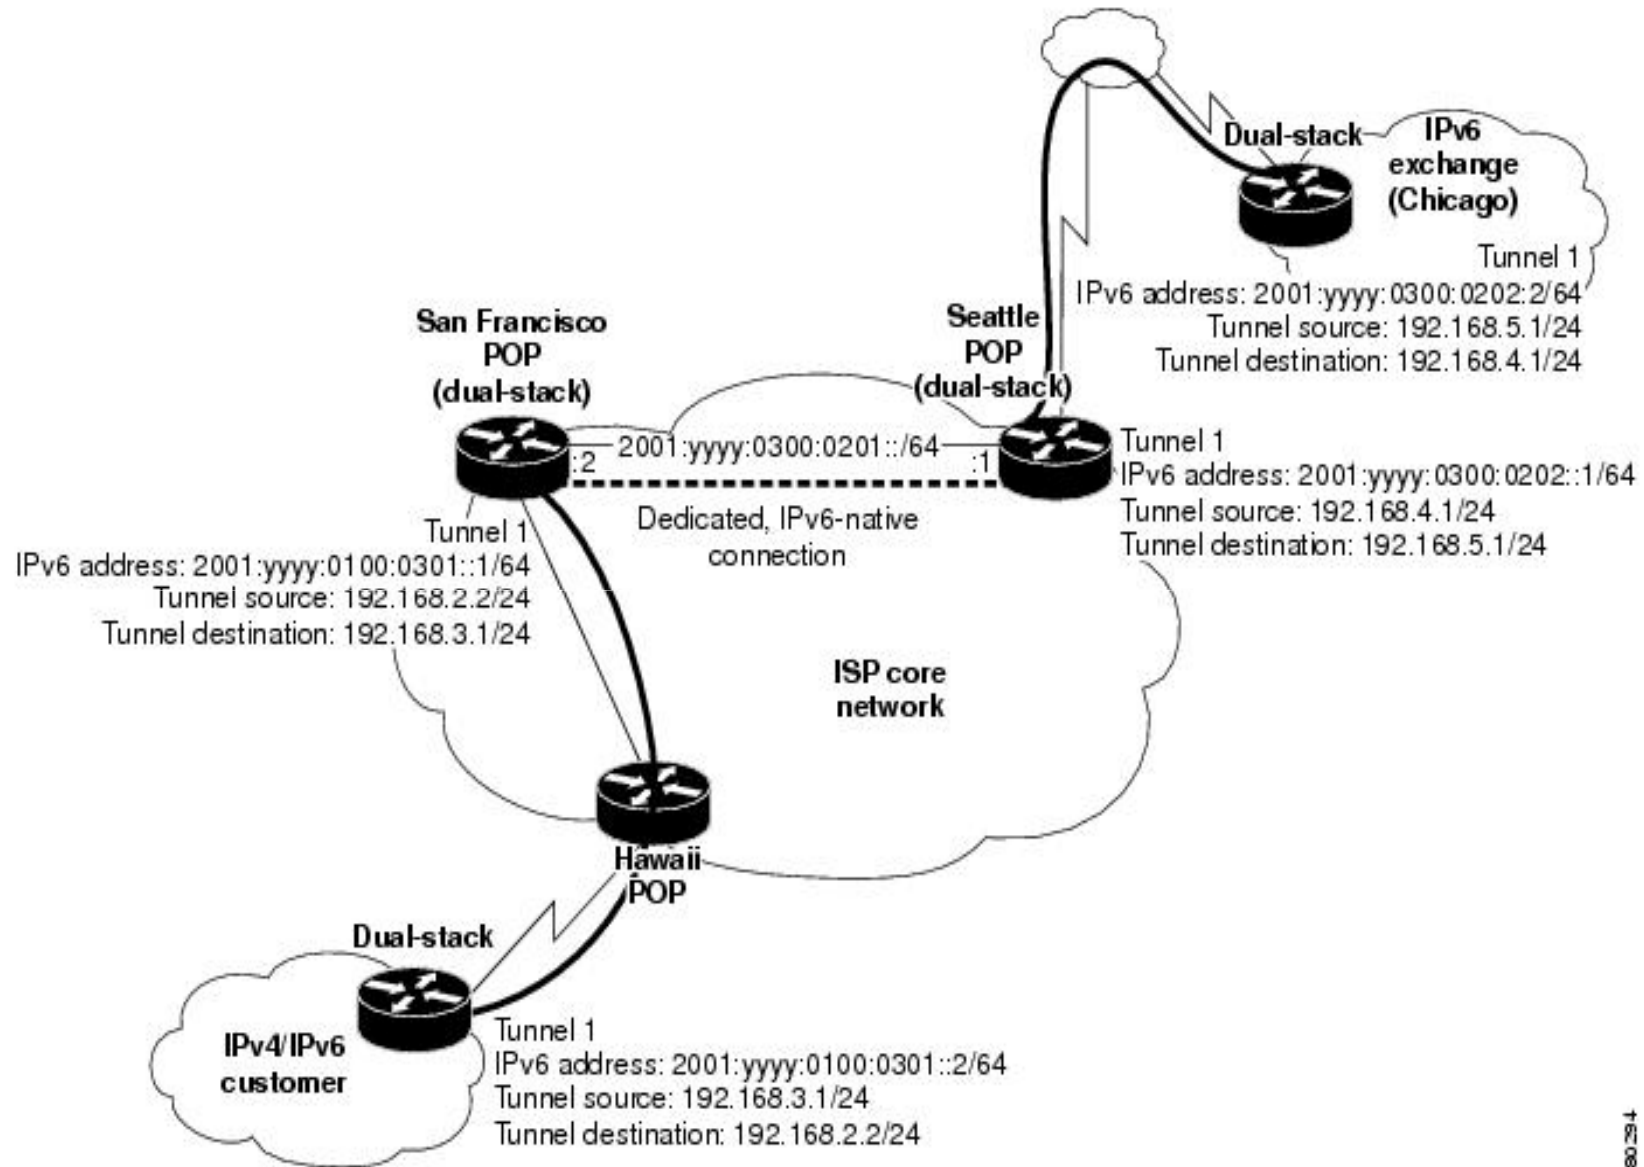 Dual-stack
IPv6
exchange
(Chicago)
Tunnel 1
IPv6 address: 2001:yyyy:0300:0202:2/64
Tunnel source: 192.168.5.1/24
Tunnel destination: 192.168.4.1/24
San Francisco
POP
(dual-stack)
Seattle
POP
(dual-stack)
2001:yyyy:0300:0201::/64
:2
:1
Dedicated, IPv6-native
connection
Tunnel 1
IPv6 address: 2001:yyyy:0300:0202::1/64
Tunnel source: 192.168.4.1/24
Tunnel destination: 192.168.5.1/24
Tunnel 1
IPv6 address: 2001:yyyy:0100:0301::1/64
Tunnel source: 192.168.2.2/24
Tunnel destination: 192.168.3.1/24
ISP core
network
Hawaii
POP
Dual-stack
IPv4/IPv6
customer
Tunnel 1
IPv6 address: 2001:yyyy:0100:0301::2/64
Tunnel source: 192.168.3.1/24
Tunnel destination: 192.168.2.2/24
80294